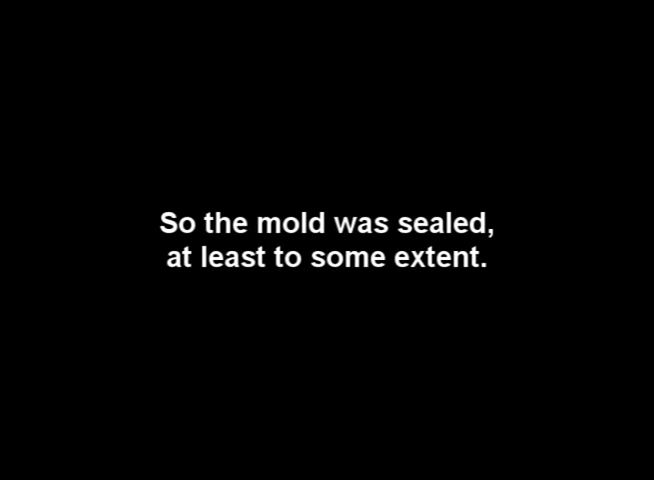 So the mold was sealed,
at least to some extent.